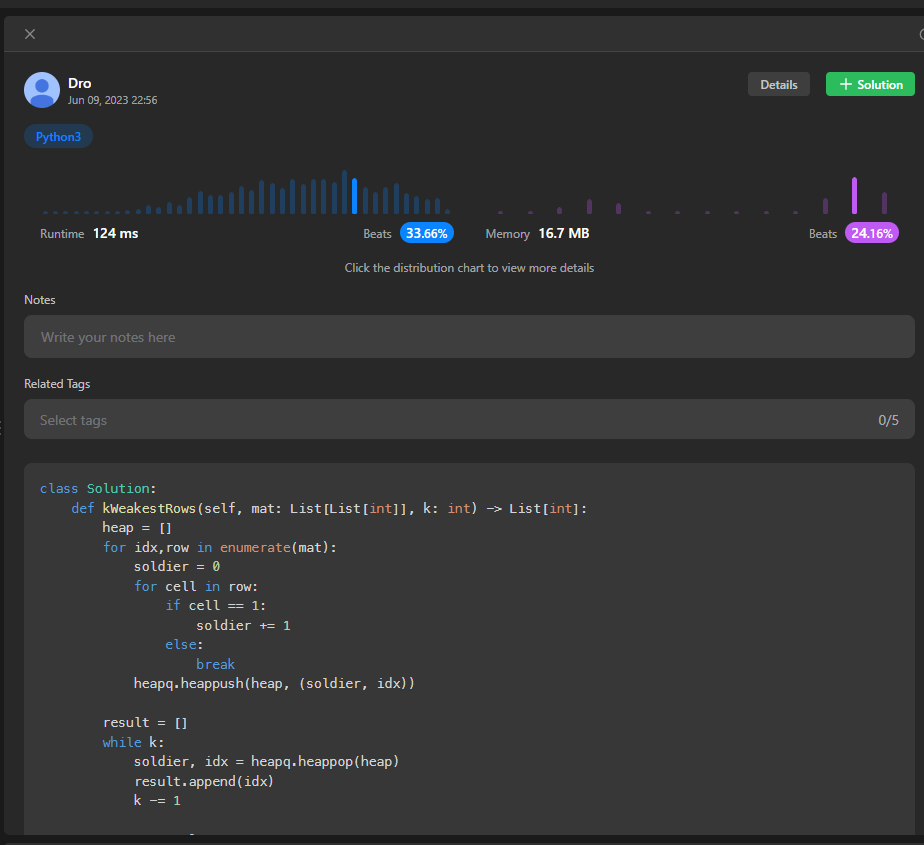 Dro
Jun 09, 2023 22:56
Details
+ Solution
Python3
Runtime 124 ms Beats 33.66% Memory 16.7 MB Beats 24.16%
Click the distribution chart to view more details
Notes
Write your notes here
Related Tags
Select tags 0/5
class Solution:
    def kWeakestRows(self, mat: List[List[int]], k: int) -> List[int]:
        heap = []
        for idx,row in enumerate(mat):
            soldier = 0
            for cell in row:
                if cell == 1:
                    soldier += 1
                else:
                    break
            heapq.heappush(heap, (soldier, idx))

        result = []
        while k:
            soldier, idx = heapq.heappop(heap)
            result.append(idx)
            k -= 1